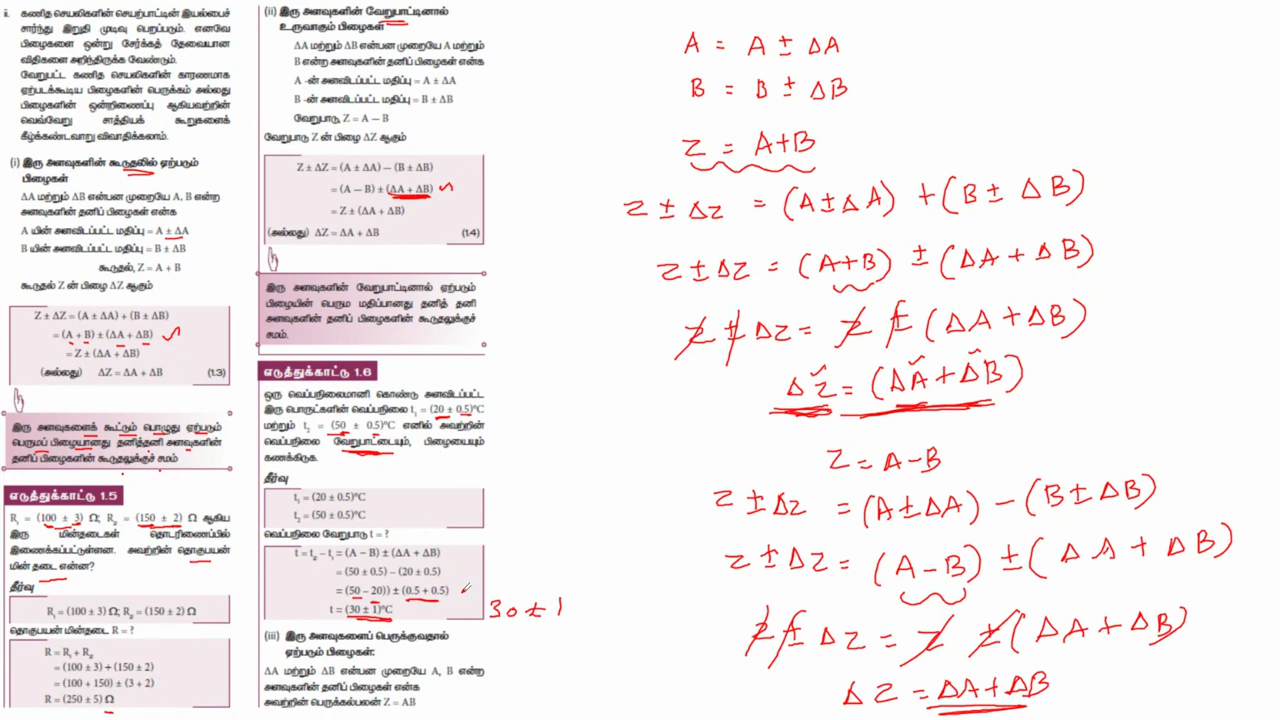 ii. கணித செயலிகளின் செயற்பாட்டின் இயல்பைச்
சார்ந்து இறுதி முடிவு பெறப்படும். எனவே
பிழைகளை ஒன்று சேர்க்கத் தேவையான
விதிகளை அறிந்திருக்க வேண்டும்.
வேறுபட்ட கணித செயலிகளின் காரணமாக
ஏற்படக்கூடிய பிழைகளின் பெருக்கம் அல்லது
பிழைகளின் ஒன்றிணைப்பு ஆகியவற்றின்
வெவ்வேறு சாத்தியக் கூறுகளைக்
கீழ்க்கண்டவாறு விவாதிக்கலாம்.
(i) இரு அளவுகளின் கூடுதலில் ஏற்படும்
பிழைகள்
ΔA மற்றும் ΔB என்பன முறையே A, B என்ற
அளவுகளின் தனிப் பிழைகள் என்க
A யின் அளவிடப்பட்ட மதிப்பு = A ± ΔA
B யின் அளவிடப்பட்ட மதிப்பு = B ± ΔB
கூடுதல், Z = A + B
கூடுதல் Z ன் பிழை ΔZ ஆகும்
Z ± ΔZ = (A ± ΔA) + (B ± ΔB)
= (A + B) ± (ΔA + ΔB)
= Z ± (ΔA + ΔB)
(அல்லது) ΔZ = ΔA + ΔB (1.3)
இரு அளவுகளைக் கூட்டும் பொழுது ஏற்படும்
பெருமப் பிழையானது தனித்தனி அளவுகளின்
தனிப் பிழைகளின் கூடுதலுக்குச் சமம்
எடுத்துக்காட்டு 1.5
R₁ = (100 ± 3) Ω; R₂ = (150 ± 2) Ω ஆகிய
இரு மின்தடைகள் தொடரிணைப்பில்
இணைக்கப்பட்டுள்ளன. அவற்றின் தொகுபயன்
மின் தடை என்ன?
தீர்வு
R₁ = (100 ± 3) Ω; R₂ = (150 ± 2) Ω
தொகுபயன் மின்தடை R = ?
R = R₁ + R₂
= (100 ± 3) + (150 ± 2)
= (100 + 150) ± (3 + 2)
R = (250 ± 5) Ω
(ii) இரு அளவுகளின் வேறுபாட்டினால்
உருவாகும் பிழைகள்
ΔA மற்றும் ΔB என்பன முறையே A மற்றும்
B என்ற அளவுகளின் தனிப் பிழைகள் என்க
A -ன் அளவிடப்பட்ட மதிப்பு = A ± ΔA
B -ன் அளவிடப்பட்ட மதிப்பு = B ± ΔB
வேறுபாடு, Z = A – B
வேறுபாடு Z ன் பிழை ΔZ ஆகும்
Z ± ΔZ = (A ± ΔA) – (B ± ΔB)
= (A – B) ± (ΔA + ΔB)
= Z ± (ΔA + ΔB)
(அல்லது) ΔZ = ΔA + ΔB (1.4)
இரு அளவுகளின் வேறுபாட்டினால் ஏற்படும்
பிழையின் பெரும மதிப்பானது தனித் தனி
அளவுகளின் தனிப் பிழைகளின் கூடுதலுக்குச்
சமம்.
எடுத்துக்காட்டு 1.6
ஒரு வெப்பநிலைமானி கொண்டு அளவிடப்பட்ட
இரு பொருட்களின் வெப்பநிலை t₁ = (20 ± 0.5)°C
மற்றும் t₂ = (50 ± 0.5)°C எனில் அவற்றின்
வெப்பநிலை வேறுபாட்டையும், பிழையையும்
கணக்கிடுக.
தீர்வு
t₁ = (20 ± 0.5)°C
t₂ = (50 ± 0.5)°C
வெப்பநிலை வேறுபாடு t = ?
t = t₂ – t₁ = (A – B) ± (ΔA + ΔB)
= (50 ± 0.5) – (20 ± 0.5)
= (50 – 20)) ± (0.5 + 0.5)
t = (30 ± 1)°C
30 ± 1
(iii) இரு அளவுகளைப் பெருக்குவதால்
ஏற்படும் பிழைகள்:
ΔA மற்றும் ΔB என்பன முறையே A, B என்ற
அளவுகளின் தனிப் பிழைகள் என்க
அவற்றின் பெருக்கல்பலன் Z = AB
A = A ± ΔA
B = B ± ΔB
Z = A+B
Z ± ΔZ = (A ± ΔA) + (B ± ΔB)
Z ± ΔZ = (A+B) ± (ΔA + ΔB)
Z ± ΔZ = Z ± (ΔA + ΔB)
ΔZ = (ΔA + ΔB)
Z = A – B
Z ± ΔZ = (A ± ΔA) – (B ± ΔB)
Z ± ΔZ = (A – B) ± (ΔA + ΔB)
Z ± ΔZ = Z ± (ΔA + ΔB)
ΔZ = ΔA + ΔB